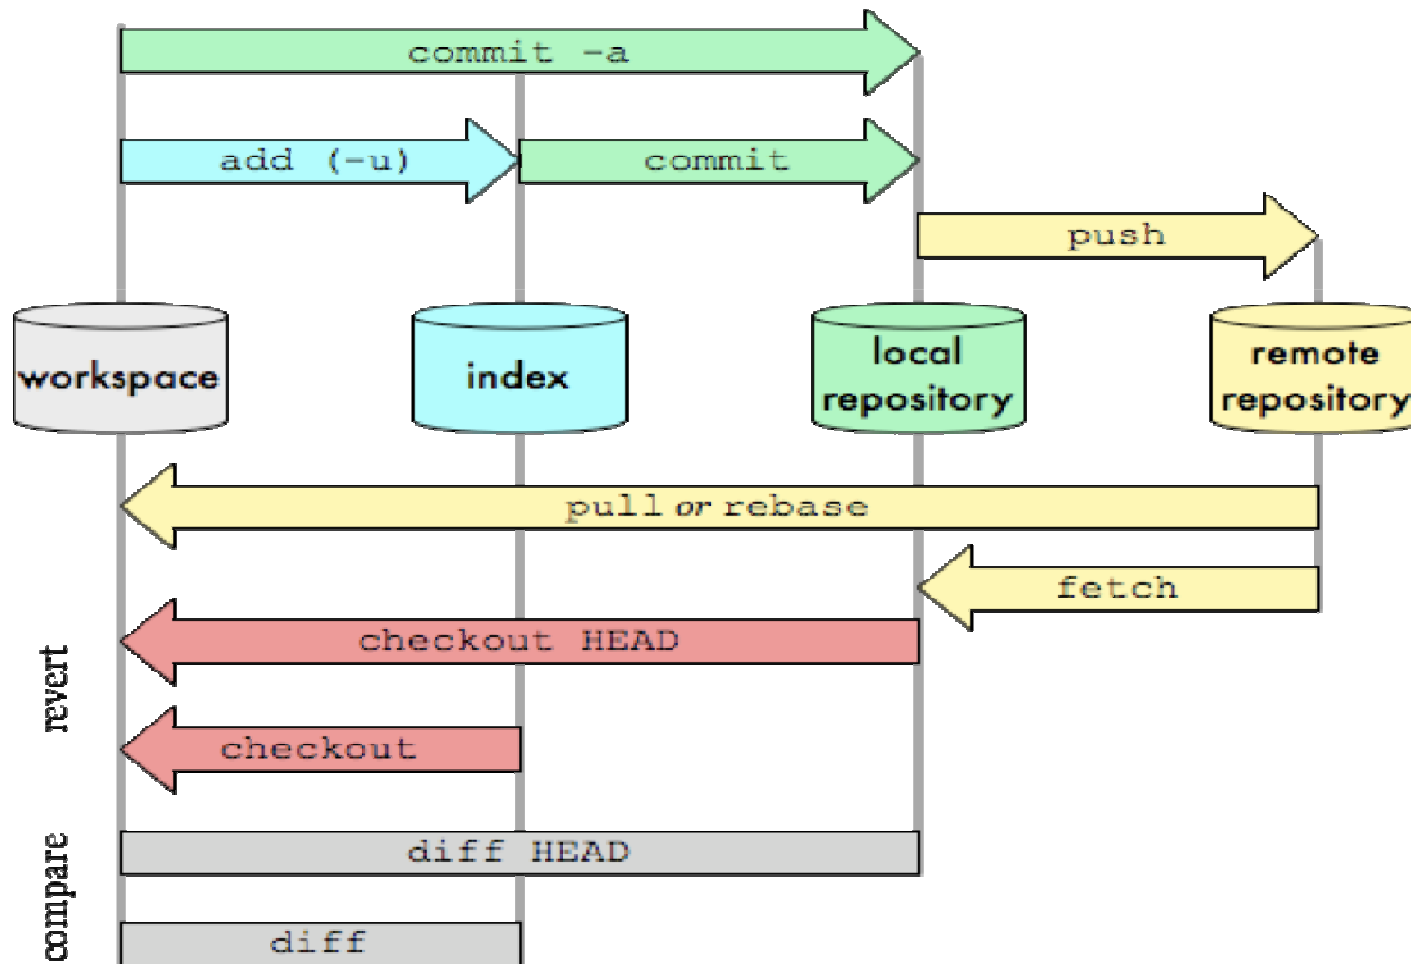 commit -a
add (-u)
commit
push
workspace
index
local
repository
remote
repository
pull or rebase
fetch
revert
checkout HEAD
checkout
compare
diff HEAD
diff